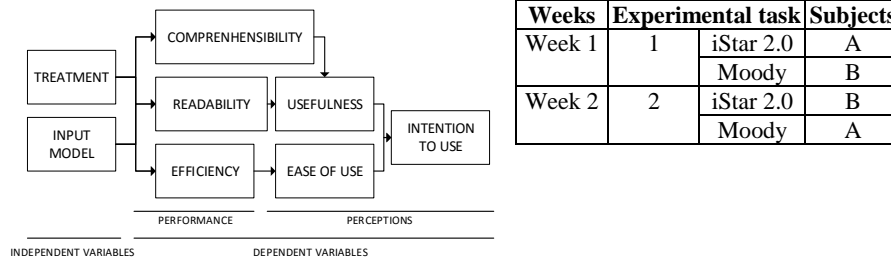 COMPRENHENSIBILITY
TREATMENT
READABILITY
USEFULNESS
INPUT
MODEL
INTENTION
TO USE
EFFICIENCY
EASE OF USE
PERFORMANCE
PERCEPTIONS
INDEPENDENT VARIABLES
DEPENDENT VARIABLES
Weeks Experimental task Subjects
Week 1 1 iStar 2.0 A
Moody B
Week 2 2 iStar 2.0 B
Moody A